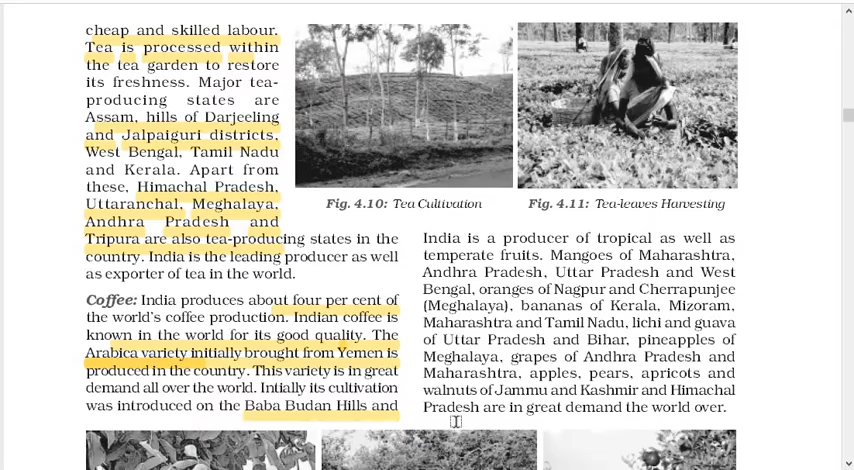 cheap and skilled labour.
Tea is processed within
the tea garden to restore
its freshness. Major tea-
producing states are
Assam, hills of Darjeeling
and Jalpaiguri districts,
West Bengal, Tamil Nadu
and Kerala. Apart from
these, Himachal Pradesh,
Uttaranchal, Meghalaya,
Andhra Pradesh and
Tripura are also tea-producing states in the
country. India is the leading producer as well
as exporter of tea in the world.
Coffee: India produces about four per cent of
the world's coffee production. Indian coffee is
known in the world for its good quality. The
Arabica variety initially brought from Yemen is
produced in the country. This variety is in great
demand all over the world. Intially its cultivation
was introduced on the Baba Budan Hills and
Fig. 4.10: Tea Cultivation
Fig. 4.11: Tea-leaves Harvesting
India is a producer of tropical as well as
temperate fruits. Mangoes of Maharashtra,
Andhra Pradesh, Uttar Pradesh and West
Bengal, oranges of Nagpur and Cherrapunjee
(Meghalaya), bananas of Kerala, Mizoram,
Maharashtra and Tamil Nadu, lichi and guava
of Uttar Pradesh and Bihar, pineapples of
Meghalaya, grapes of Andhra Pradesh and
Maharashtra, apples, pears, apricots and
walnuts of Jammu and Kashmir and Himachal
Pradesh are in great demand the world over.